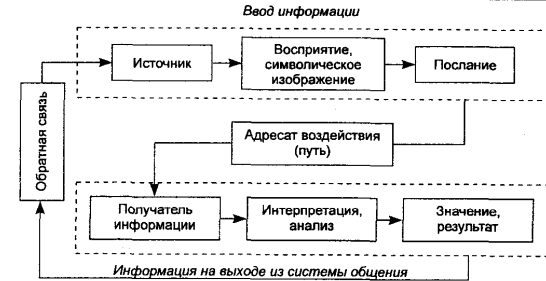 Ввод информации
Источник
Восприятие,
символическое
изображение
Послание
Обратная связь
Адресат воздействия
(путь)
Получатель
информации
Интерпретация,
анализ
Значение,
результат
Информация на выходе из системы общения